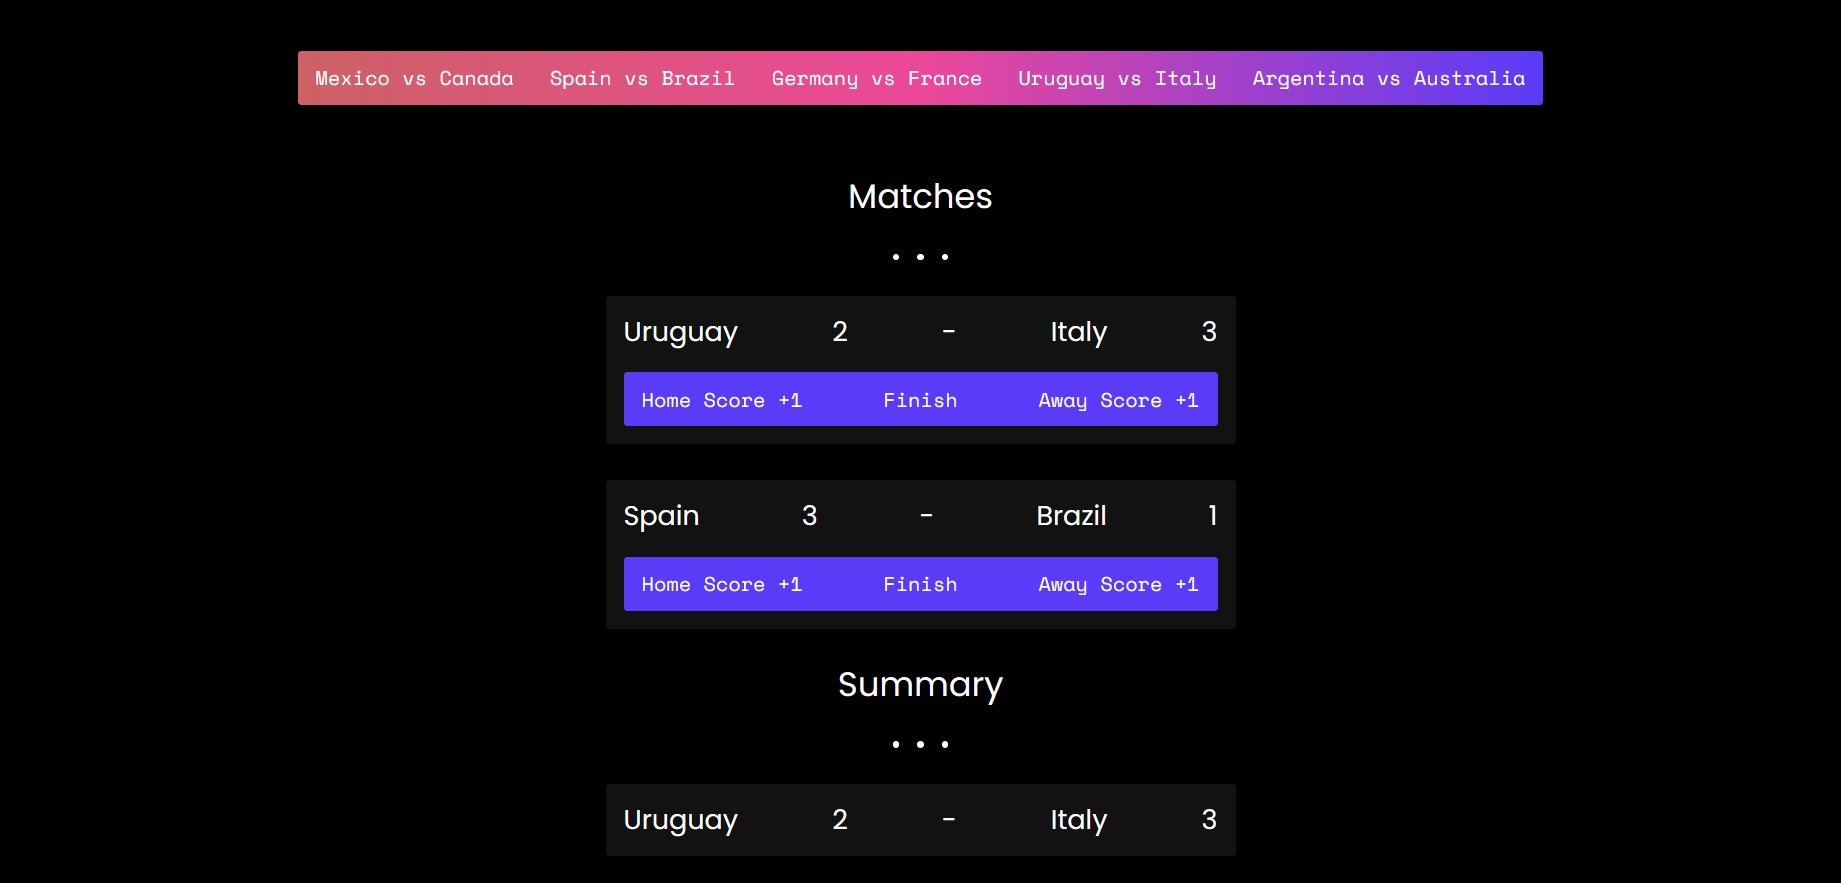 Mexico vs Canada Spain vs Brazil Germany vs France Uruguay vs Italy Argentina vs Australia
Matches
Uruguay 2 - Italy 3
Home Score +1 Finish Away Score +1
Spain 3 - Brazil 1
Home Score +1 Finish Away Score +1
Summary
Uruguay 2 - Italy 3